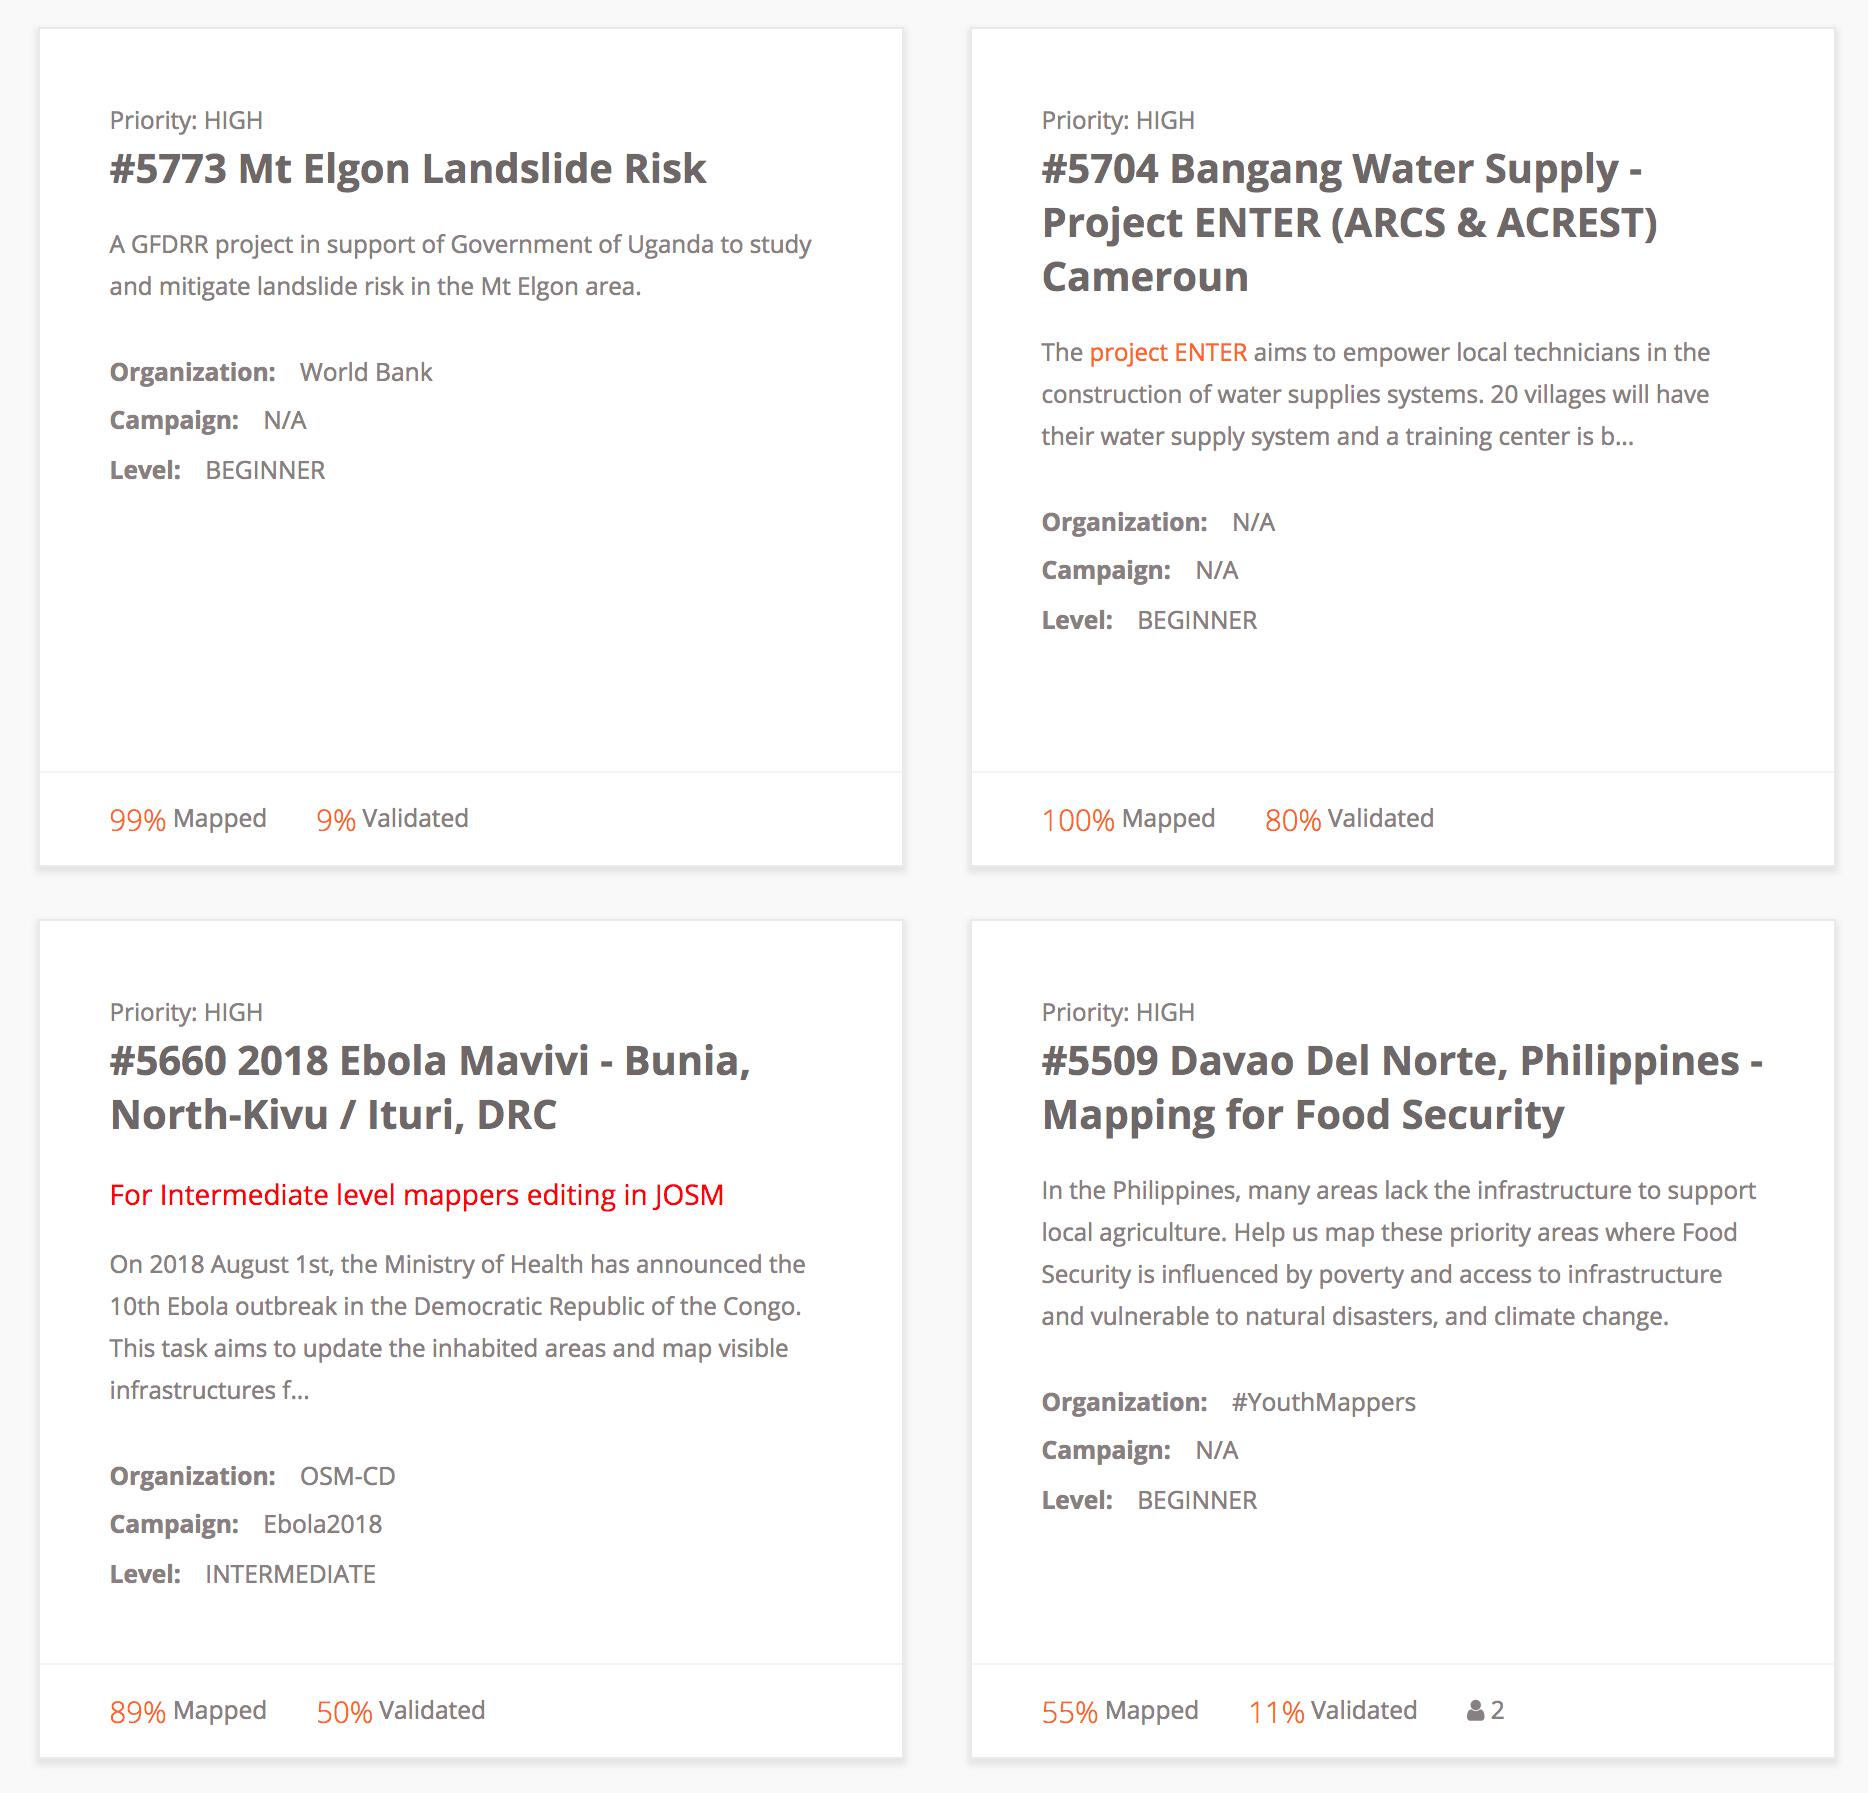 Priority: HIGH
#5773 Mt Elgon Landslide Risk
A GFDRR project in support of Government of Uganda to study
and mitigate landslide risk in the Mt Elgon area.
Organization: World Bank
Campaign: N/A
Level: BEGINNER
99% Mapped 9% Validated
Priority: HIGH
#5704 Bangang Water Supply -
Project ENTER (ARCS & ACREST)
Cameroun
The project ENTER aims to empower local technicians in the
construction of water supplies systems. 20 villages will have
their water supply system and a training center is b...
Organization: N/A
Campaign: N/A
Level: BEGINNER
100% Mapped 80% Validated
Priority: HIGH
#5660 2018 Ebola Mavivi - Bunia,
North-Kivu / Ituri, DRC
For Intermediate level mappers editing in JOSM
On 2018 August 1st, the Ministry of Health has announced the
10th Ebola outbreak in the Democratic Republic of the Congo.
This task aims to update the inhabited areas and map visible
infrastructures f...
Organization: OSM-CD
Campaign: Ebola2018
Level: INTERMEDIATE
89% Mapped 50% Validated
Priority: HIGH
#5509 Davao Del Norte, Philippines -
Mapping for Food Security
In the Philippines, many areas lack the infrastructure to support
local agriculture. Help us map these priority areas where Food
Security is influenced by poverty and access to infrastructure
and vulnerable to natural disasters, and climate change.
Organization: #YouthMappers
Campaign: N/A
Level: BEGINNER
55% Mapped 11% Validated 2